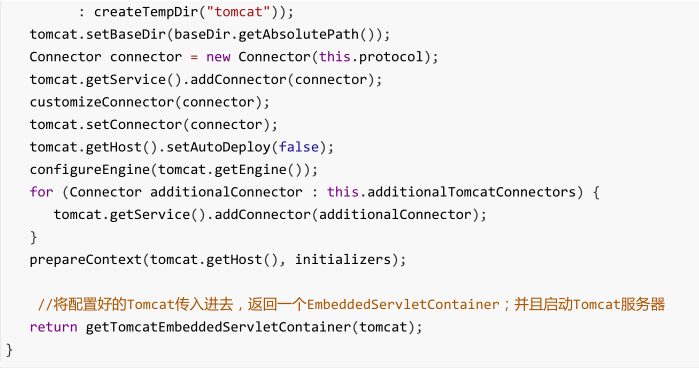 : createTempDir("tomcat"));
tomcat.setBaseDir(baseDir.getAbsolutePath());
Connector connector = new Connector(this.protocol);
tomcat.getService().addConnector(connector);
customizeConnector(connector);
tomcat.setConnector(connector);
tomcat.getHost().setAutoDeploy(false);
configureEngine(tomcat.getEngine());
for (Connector additionalConnector : this.additionalTomcatConnectors) {
tomcat.getService().addConnector(additionalConnector);
}
prepareContext(tomcat.getHost(), initializers);
//将配置好的Tomcat传入进去，返回一个EmbeddedServletContainer；并且启动Tomcat服务器
return getTomcatEmbeddedServletContainer(tomcat);
}